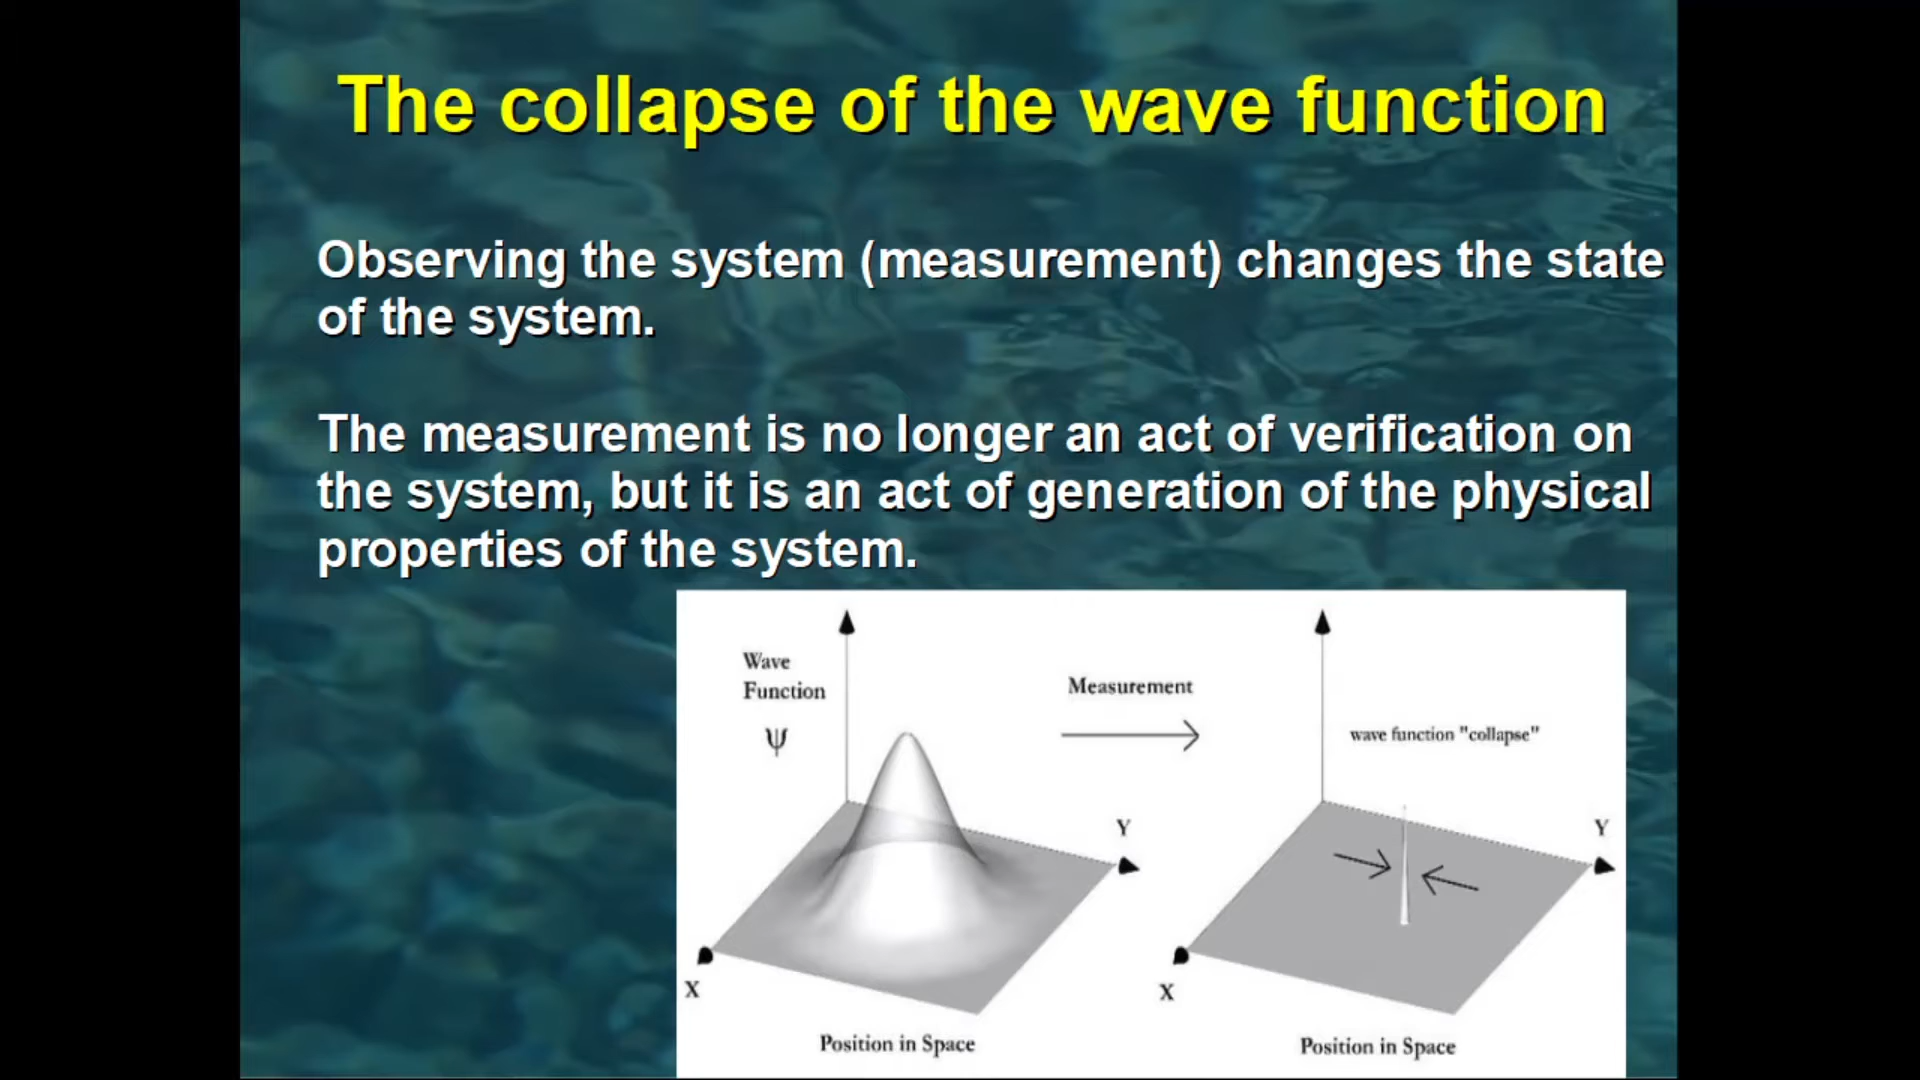 The collapse of the wave function
Observing the system (measurement) changes the state
of the system.
The measurement is no longer an act of verification on
the system, but it is an act of generation of the physical
properties of the system.
Wave
Function
Ψ
Measurement
wave function "collapse"
Y
X
Position in Space
Y
X
Position in Space